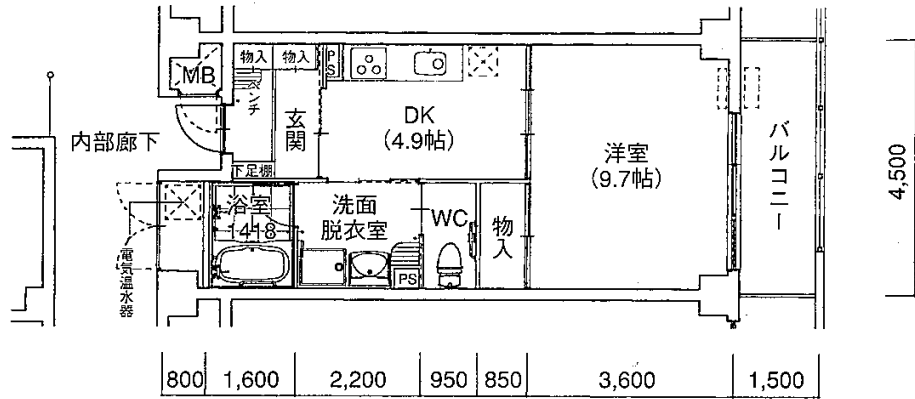 物入
物入
PS
MB
ベンチ
玄関
DK
(4.9帖)
洋室
(9.7帖)
バルコニー
4,500
内部廊下
下足棚
浴室
1418
洗面
脱衣室
WC
物入
PS
電気温水器
800
1,600
2,200
950
850
3,600
1,500